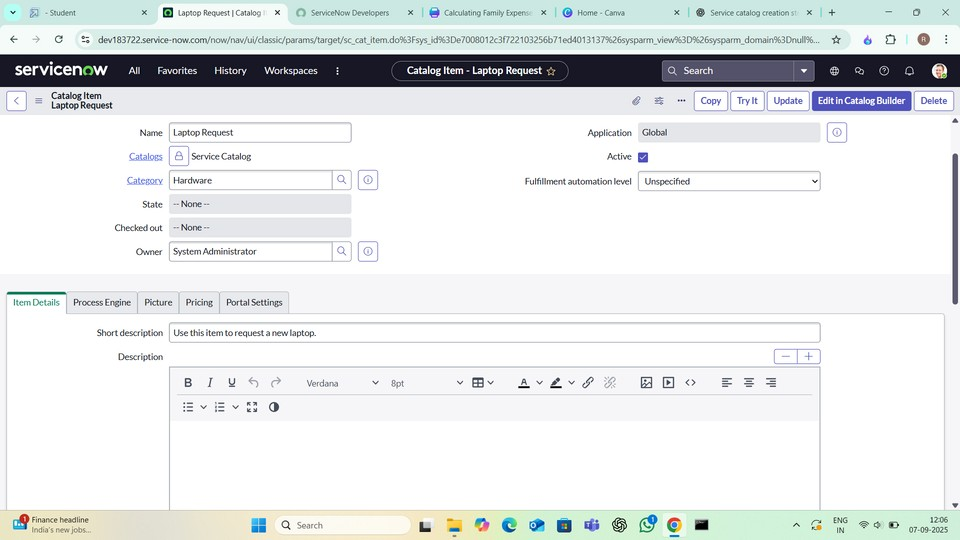 - Student
Laptop Request | Catalog I
ServiceNow Developers
Calculating Family Expense
Home - Canva
Service catalog creation st
dev183722.service-now.com/now/nav/ui/classic/params/target/sc_cat_item.do%3Fsys_id%3De7008012c3f722103256b71ed4013137%26sysparm_view%3D%26sysparm_domain%3Dnull%...
R
servicenow
All
Favorites
History
Workspaces
Catalog Item - Laptop Request
Search
Catalog Item
Laptop Request
Copy
Try It
Update
Edit in Catalog Builder
Delete
Name
Laptop Request
Application
Global
Catalogs
Service Catalog
Active
Category
Hardware
Fulfillment automation level
Unspecified
State
-- None --
Checked out
-- None --
Owner
System Administrator
Item Details
Process Engine
Picture
Pricing
Portal Settings
Short description
Use this item to request a new laptop.
Description
B I U
Verdana
8pt
A
1
Finance headline
India's new jobs...
Search
1
ENG
IN
12:06
07-09-2025